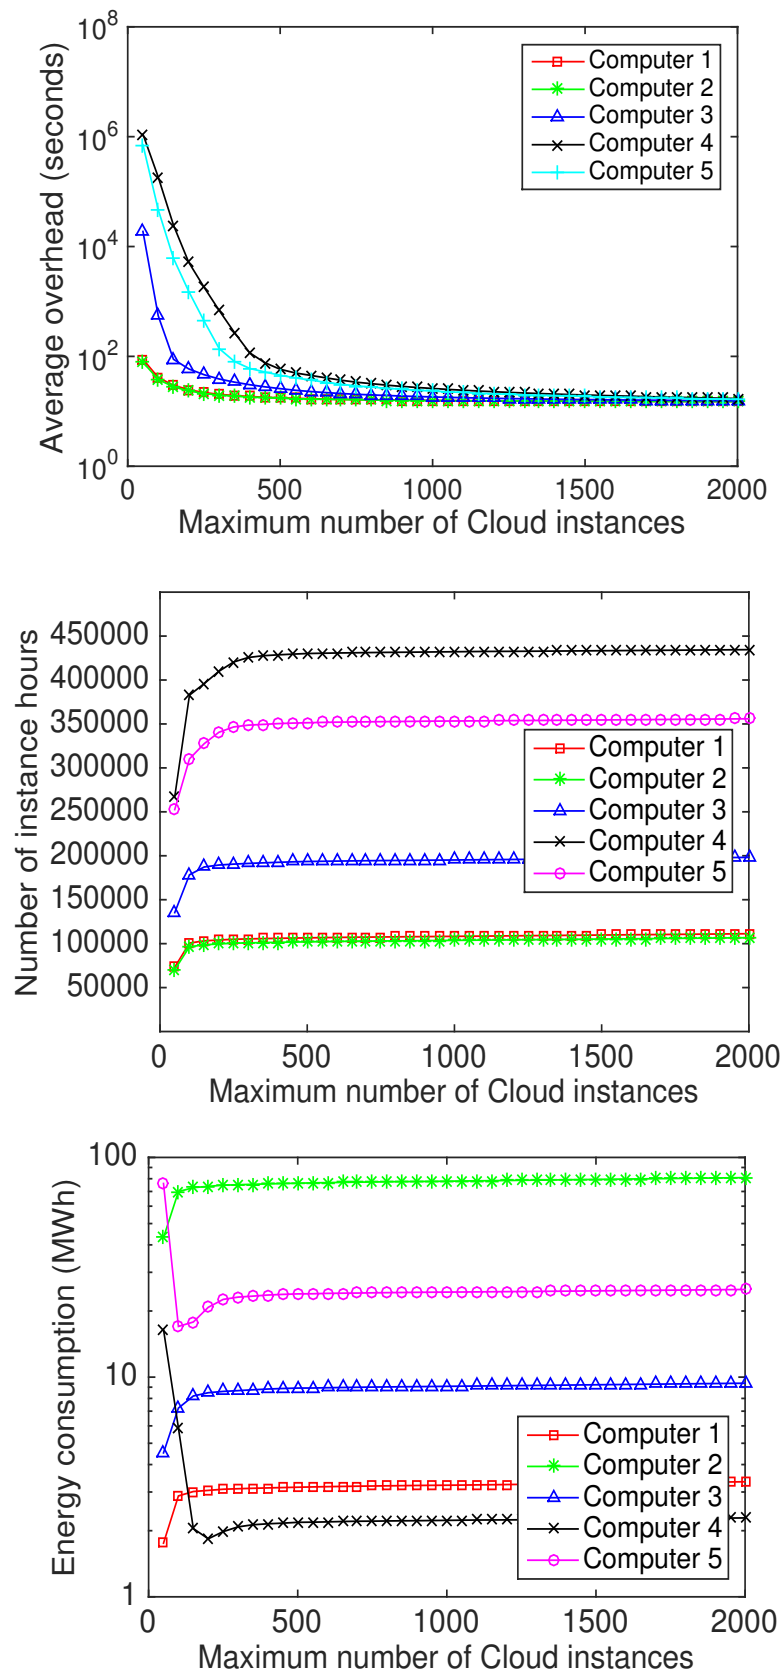 Average overhead (seconds)
10^8
10^6
10^4
10^2
10^0
Computer 1
Computer 2
Computer 3
Computer 4
Computer 5
0 500 1000 1500 2000
Maximum number of Cloud instances
Number of instance hours
450000
400000
350000
300000
250000
200000
150000
100000
50000
Computer 1
Computer 2
Computer 3
Computer 4
Computer 5
0 500 1000 1500 2000
Maximum number of Cloud instances
Energy consumption (MWh)
100
10
1
Computer 1
Computer 2
Computer 3
Computer 4
Computer 5
0 500 1000 1500 2000
Maximum number of Cloud instances